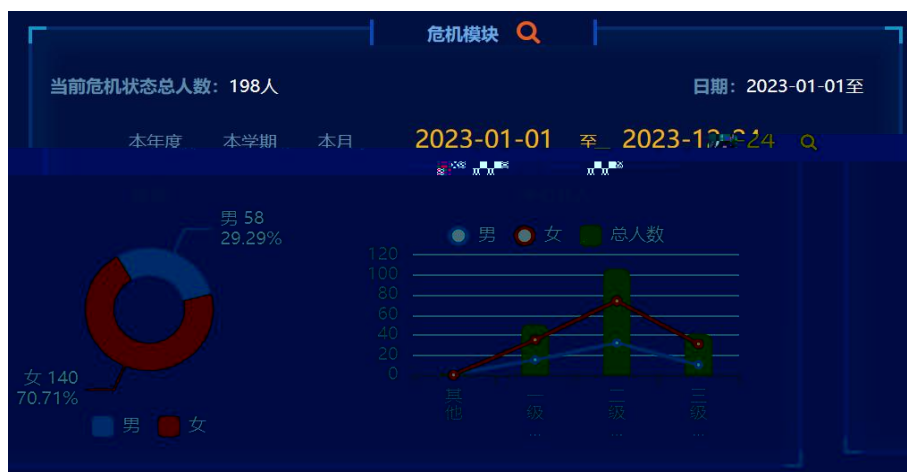 危机模块
当前危机状态总人数：198人
日期：2023-01-01至
本年度 本学期 本月 2023-01-01 至
男 58
29.29%
女 140
70.71%
男 女
男 女 总人数
120
100
80
60
40
20
0
其他 一级... 二级... 三级...